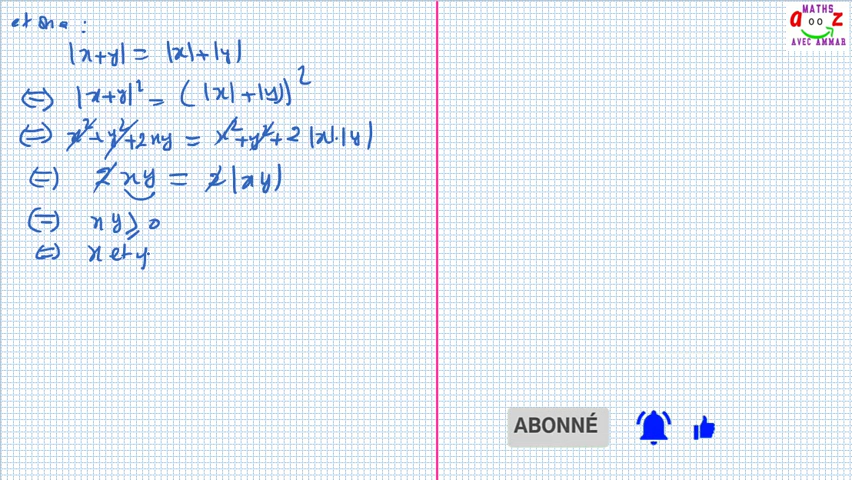 et on a :
|x+y| = |x|+|y|
⇔ |x+y|² = (|x|+|y|)²
⇔ x²+y²+2xy = x²+y²+2|x|·|y|
⇔ 2xy = 2|xy|
⇔ xy ⩾ 0
⇔ x et y
MATHS
a oo z
AVEC AMMAR
ABONNÉ